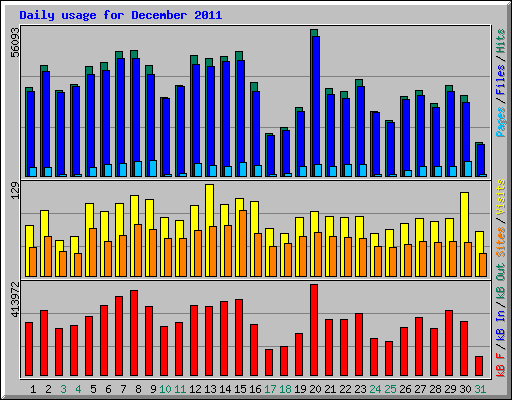 Daily usage for December 2011
56093
Pages / Files / Hits
129
Sites / Visits
413972
kB F / kB In / kB Out
1 2 3 4 5 6 7 8 9 10 11 12 13 14 15 16 17 18 19 20 21 22 23 24 25 26 27 28 29 30 31